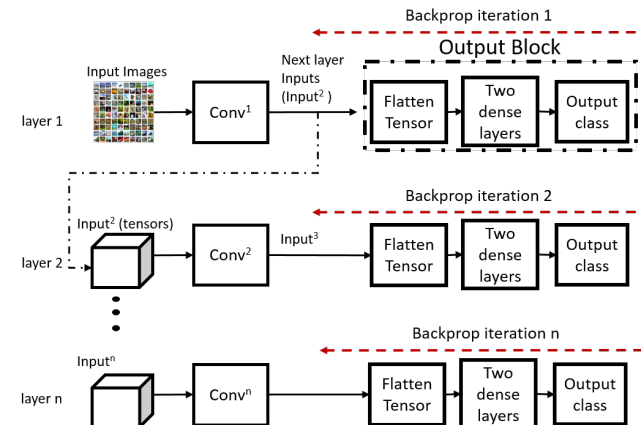 Backprop iteration 1
Output Block
Input Images
Next layer
Inputs
(Input² )
layer 1
Conv¹
Flatten
Tensor
Two
dense
layers
Output
class
Backprop iteration 2
Input² (tensors)
layer 2
Conv²
Input³
Flatten
Tensor
Two
dense
layers
Output
class
Backprop iteration n
Inputⁿ
layer n
Convⁿ
Flatten
Tensor
Two
dense
layers
Output
class